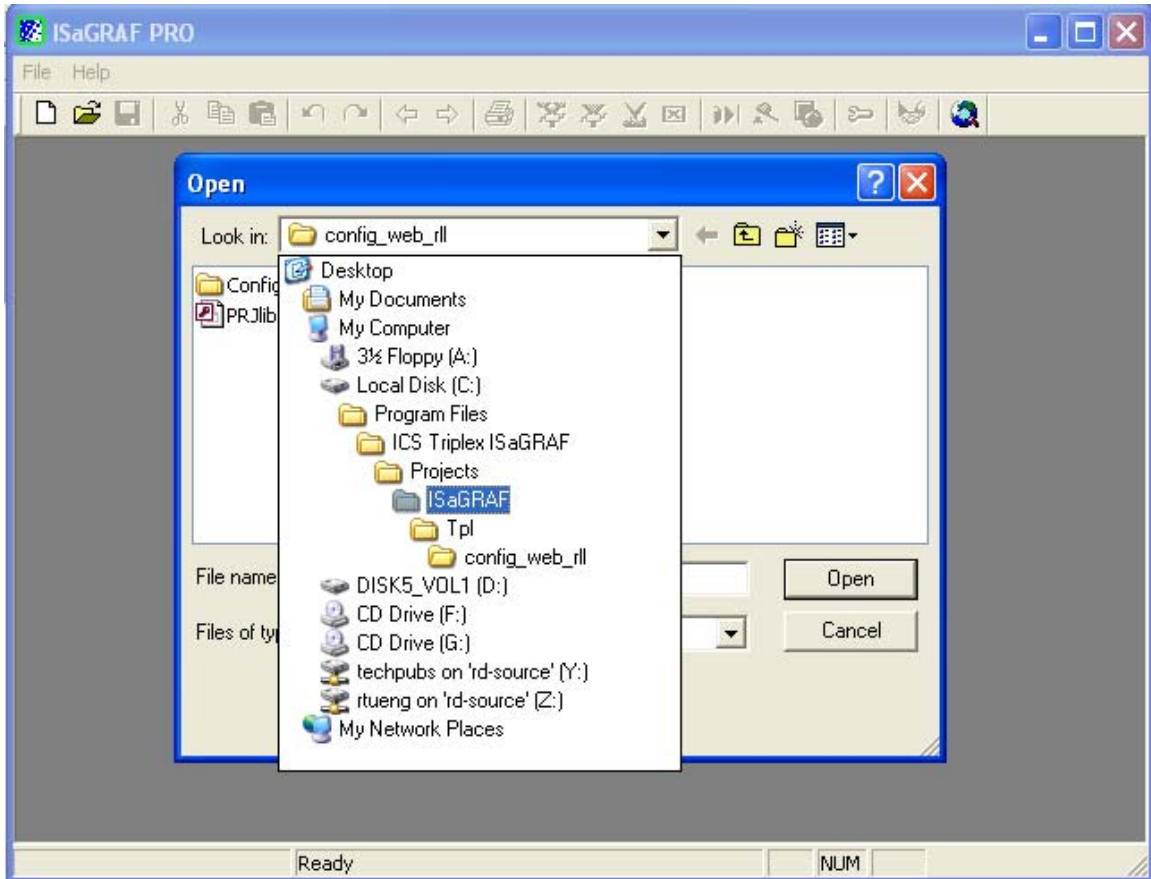 ISaGRAF PRO
File Help
Open
Look in: config_web_rll
Config
PRJlib
Desktop
My Documents
My Computer
3½ Floppy (A:)
Local Disk (C:)
Program Files
ICS Triplex ISaGRAF
Projects
ISaGRAF
Tpl
config_web_rll
DISK5_VOL1 (D:)
CD Drive (F:)
CD Drive (G:)
techpubs on 'rd-source' (Y:)
rtueng on 'rd-source' (Z:)
My Network Places
File name
Open
Files of ty
Cancel
Ready
NUM